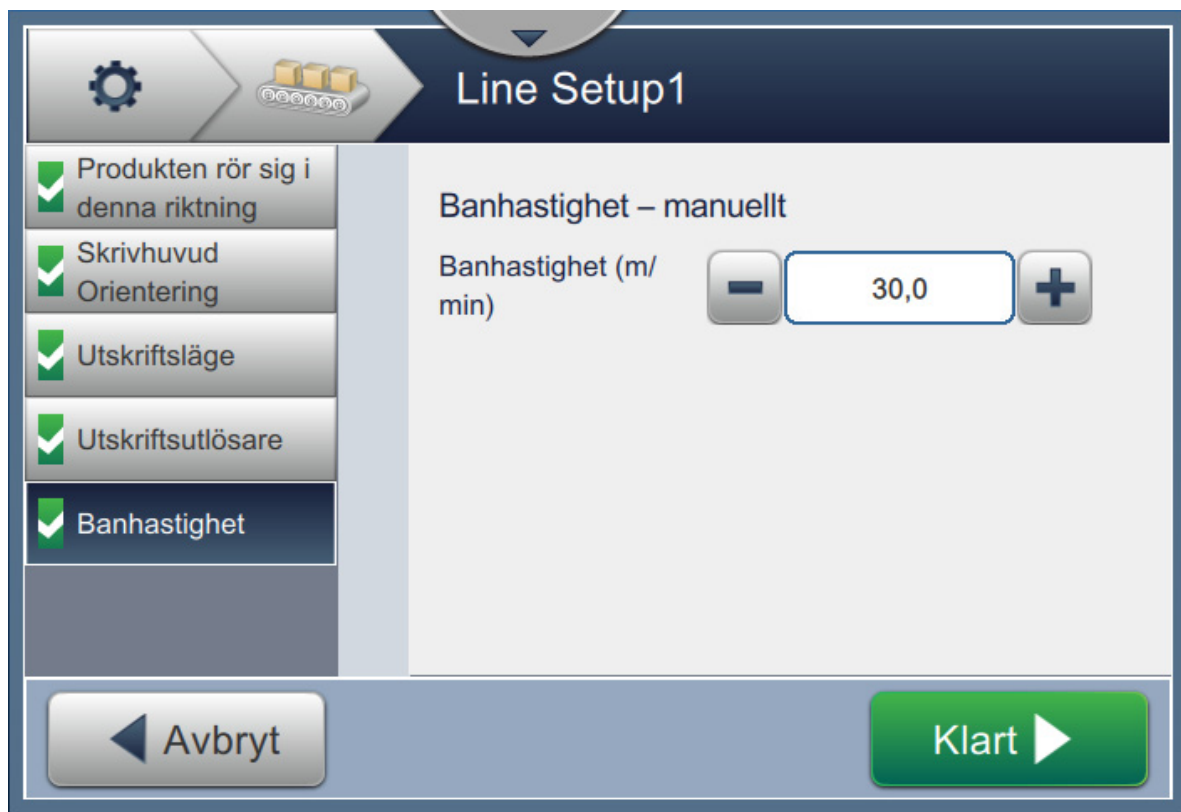 Line Setup1
Produkten rör sig i
denna riktning
Skrivhuvud
Orientering
Utskriftsläge
Utskriftsutlösare
Banhastighet
Banhastighet – manuellt
Banhastighet (m/
min)
30,0
Avbryt
Klart